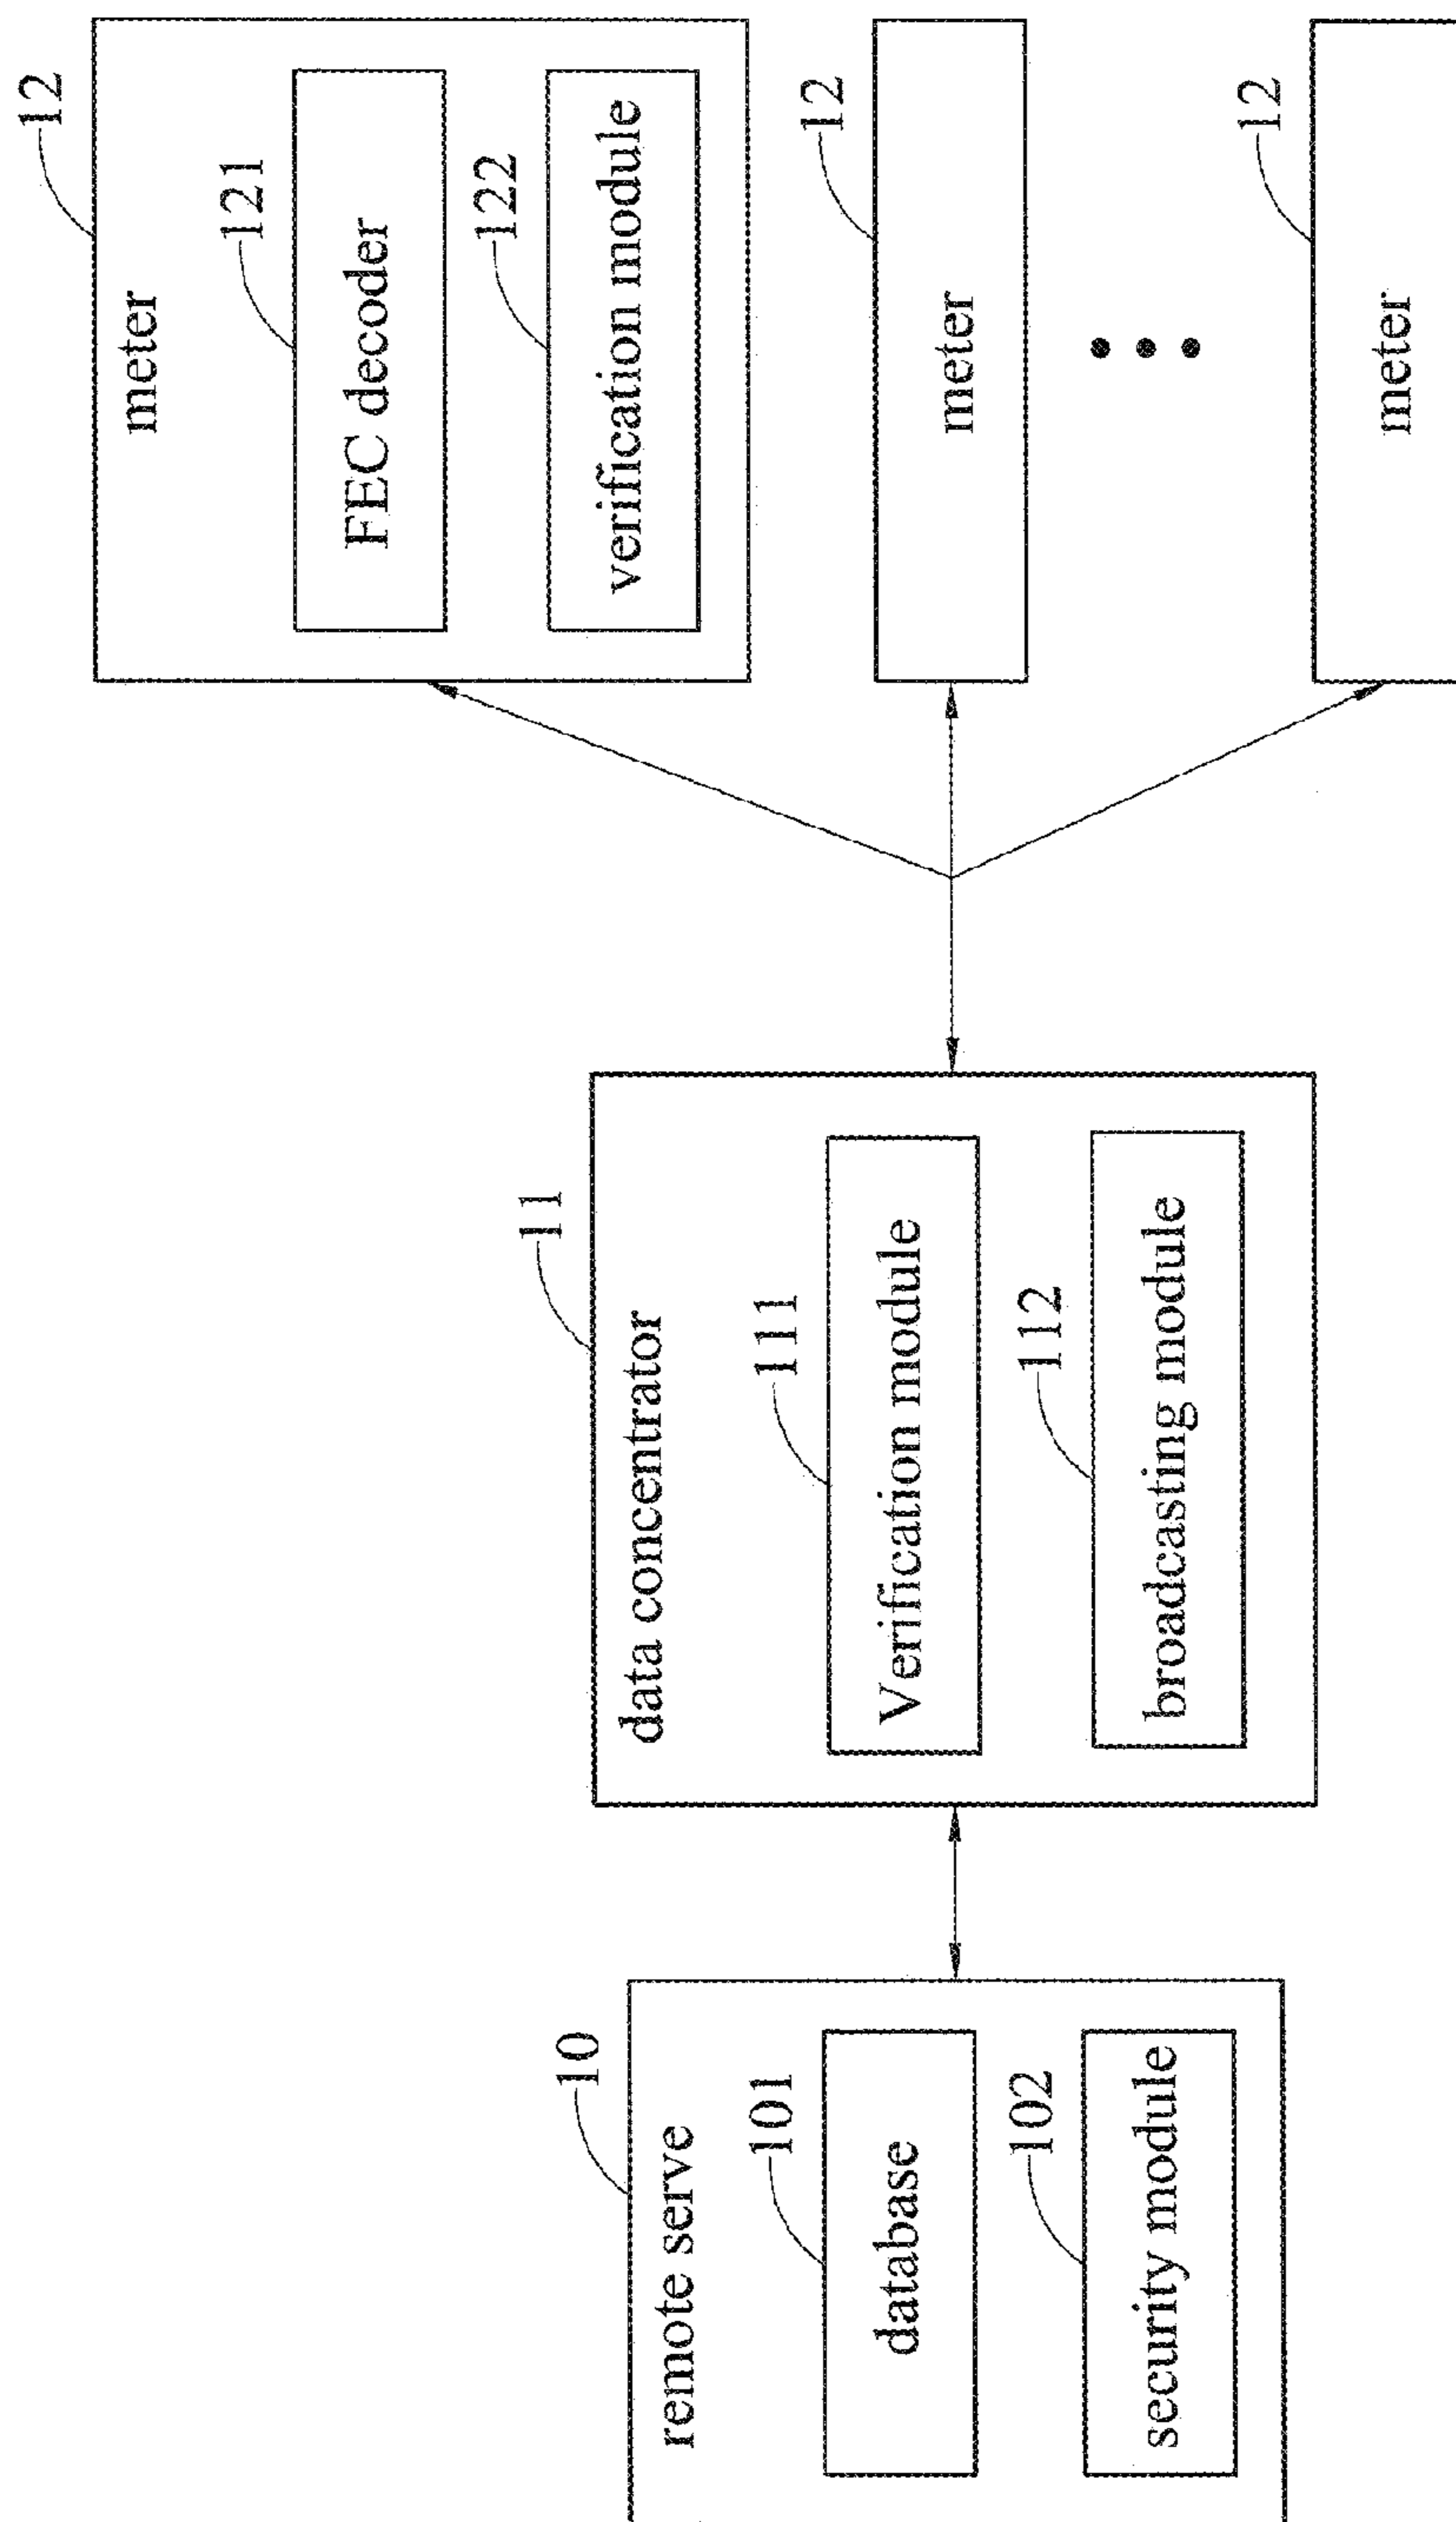 10
remote serve
101
database
102
security module
11
data concentrator
111
Verification module
112
broadcasting module
12
meter
121
FEC decoder
122
verification module
12
meter
12
meter